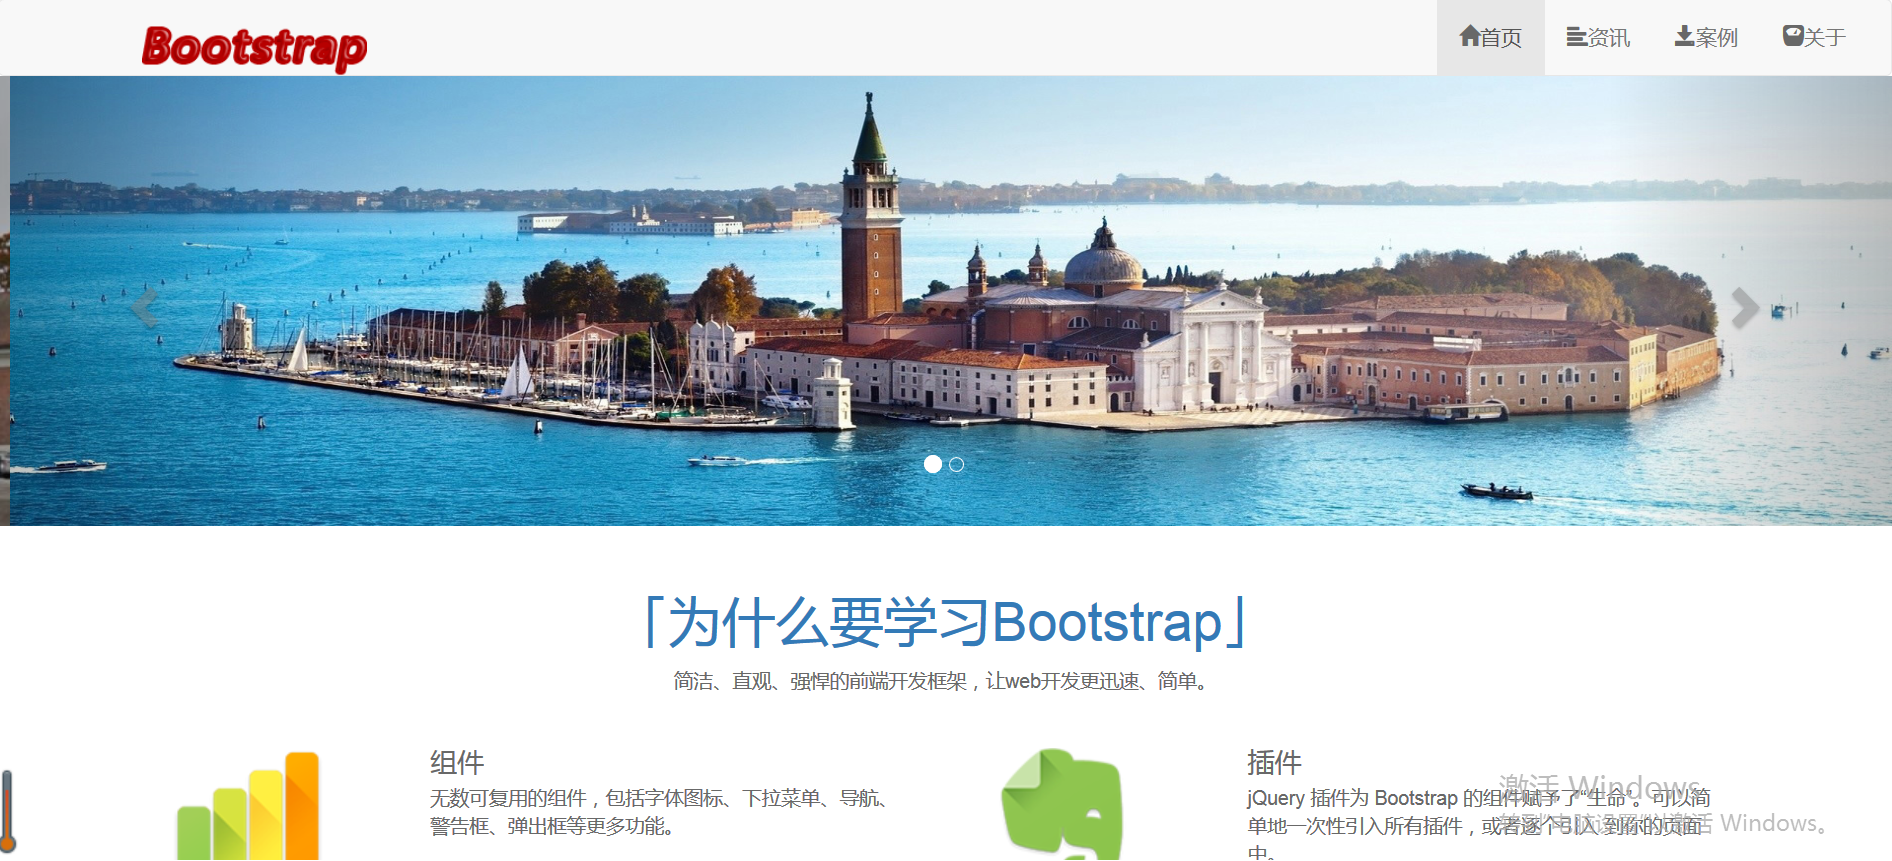 Bootstrap
首页
资讯
案例
关于
「为什么要学习Bootstrap」
简洁、直观、强悍的前端开发框架，让web开发更迅速、简单。
组件
无数可复用的组件，包括字体图标、下拉菜单、导航、
警告框、弹出框等更多功能。
插件
jQuery 插件为 Bootstrap 的组件赋予了“生命”。可以简
单地一次性引入所有插件，或者逐个引入到你的页面
中。
激活 Windows
转到"电脑设置"以激活 Windows。